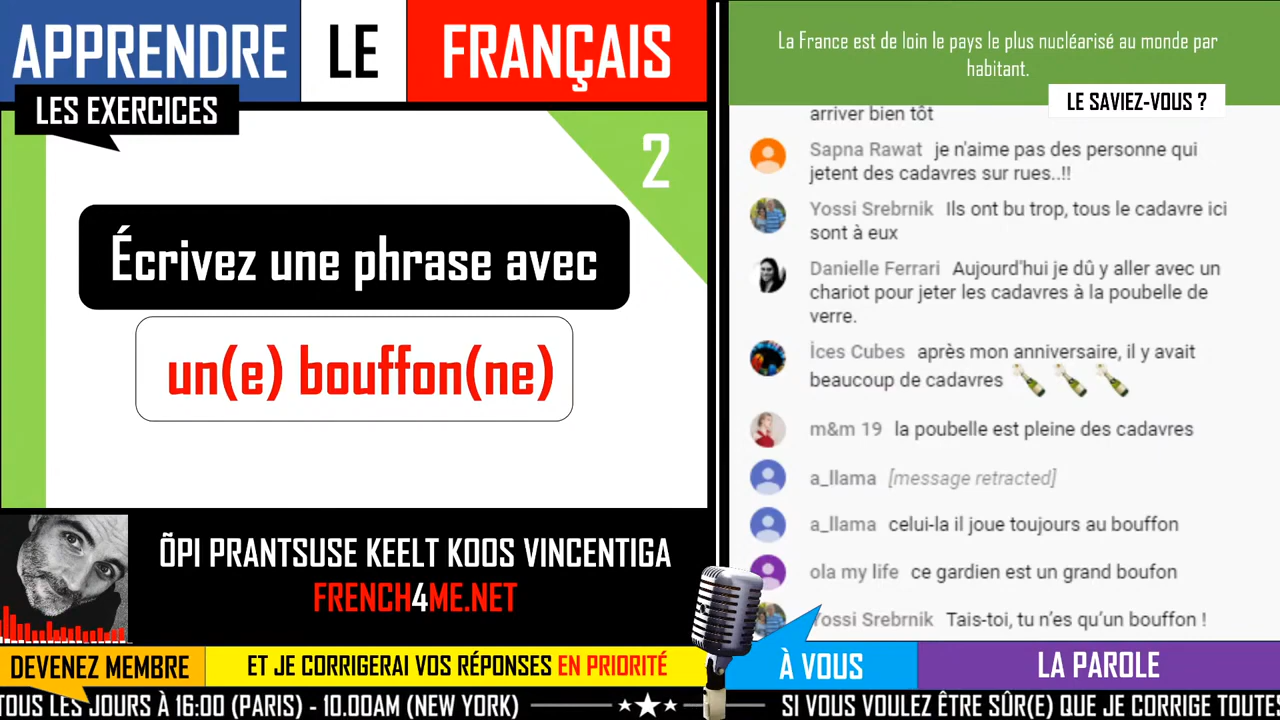 APPRENDRE LE FRANÇAIS
LES EXERCICES
2
Écrivez une phrase avec
un(e) bouffon(ne)
ÕPI PRANTSUSE KEELT KOOS VINCENTIGA
FRENCH4ME.NET
DEVENEZ MEMBRE
ET JE CORRIGERAI VOS RÉPONSES EN PRIORITÉ
La France est de loin le pays le plus nucléarisé au monde par
habitant.
LE SAVIEZ-VOUS ?
arriver bien tôt
Sapna Rawat je n'aime pas des personne qui
jetent des cadavres sur rues..!!
Yossi Srebrnik Ils ont bu trop, tous le cadavre ici
sont à eux
Danielle Ferrari Aujourd'hui je dû y aller avec un
chariot pour jeter les cadavres à la poubelle de
verre.
İces Cubes après mon anniversaire, il y avait
beaucoup de cadavres
m&m 19 la poubelle est pleine des cadavres
a_llama [message retracted]
a_llama celui-la il joue toujours au bouffon
ola my life ce gardien est un grand boufon
Yossi Srebrnik Tais-toi, tu n'es qu'un bouffon !
À VOUS
LA PAROLE
TOUS LES JOURS À 16:00 (PARIS) - 10.00AM (NEW YORK)
SI VOUS VOULEZ ÊTRE SÛR(E) QUE JE CORRIGE TOUTES